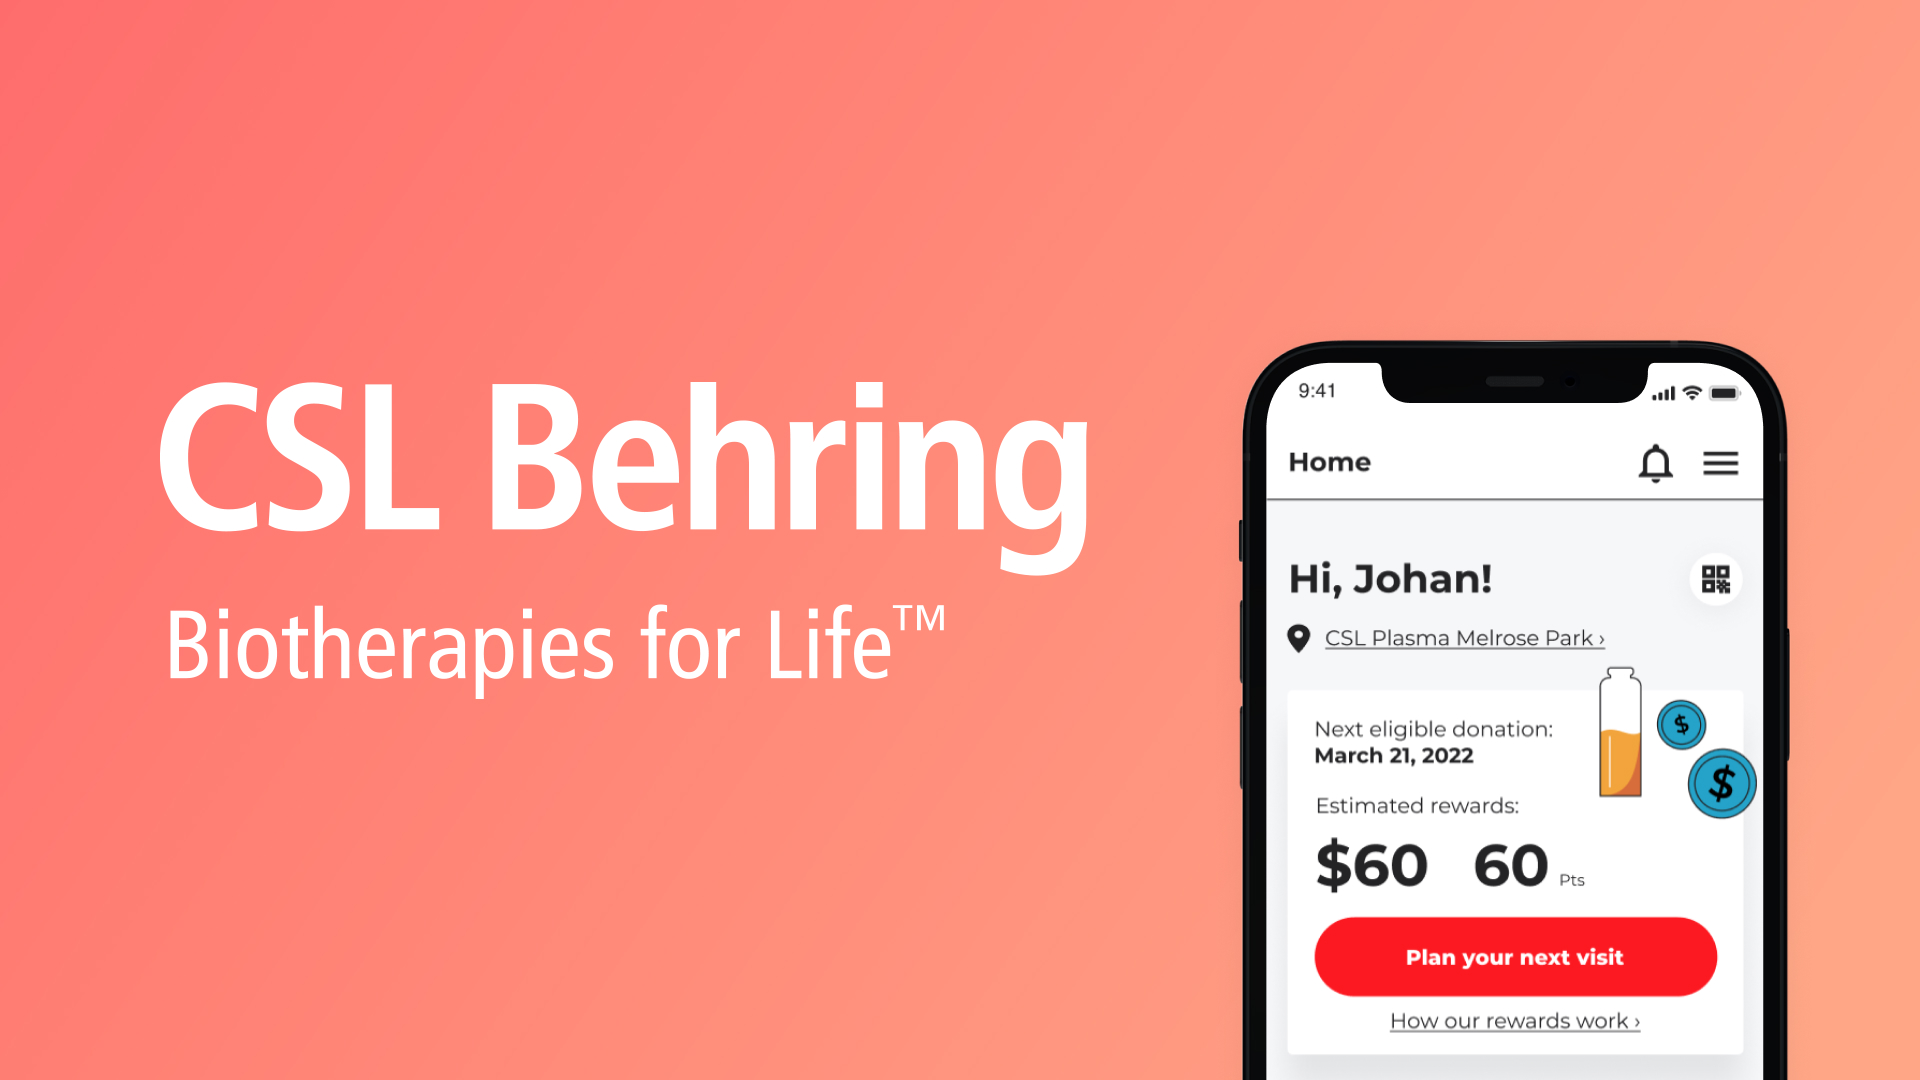 CSL Behring
Biotherapies for Life™
9:41
Home
Hi, Johan!
CSL Plasma Melrose Park ›
Next eligible donation:
March 21, 2022
$
$
Estimated rewards:
$60 60 Pts
Plan your next visit
How our rewards work ›